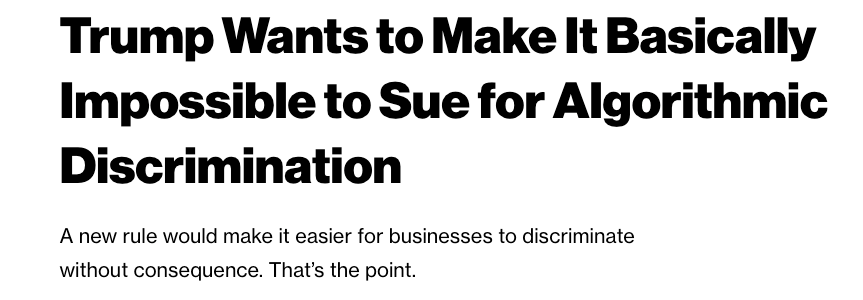 Trump Wants to Make It Basically
Impossible to Sue for Algorithmic
Discrimination
A new rule would make it easier for businesses to discriminate
without consequence. That’s the point.